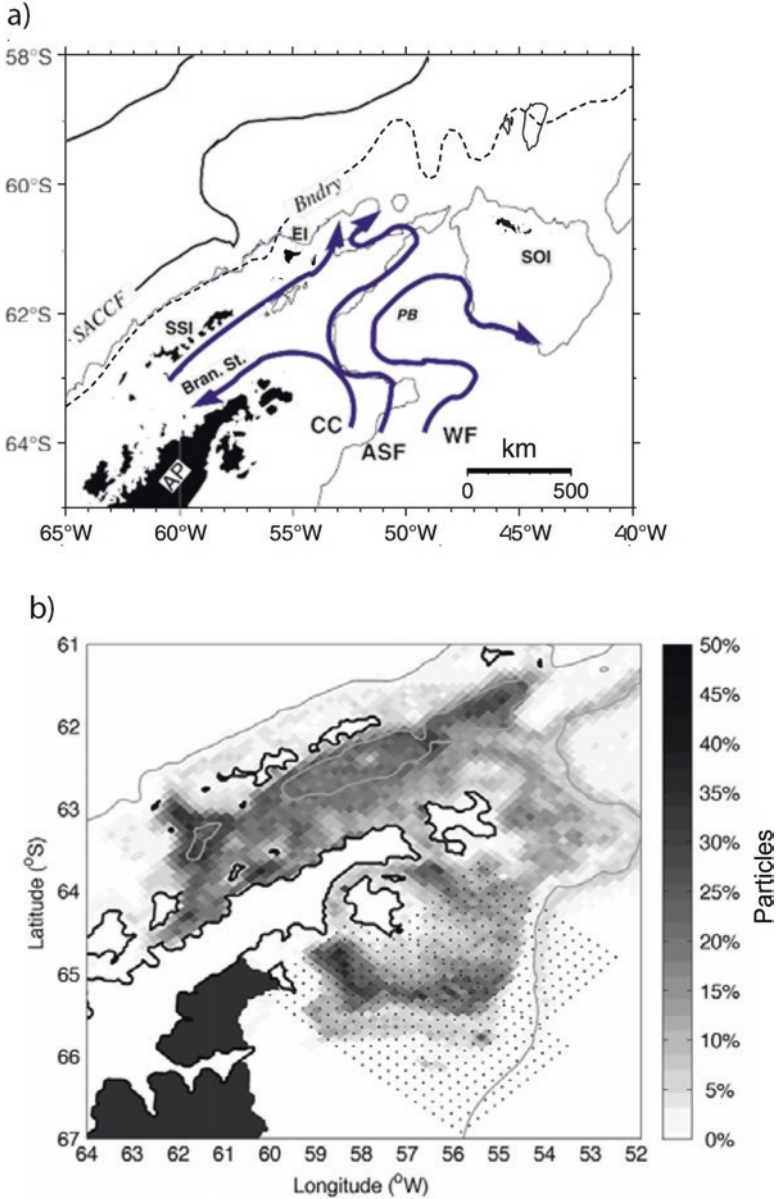 a)
58°S
60°S
62°S
64°S
Bndry
EI
SACCF
SSI
SOI
PB
Bran. St.
CC
ASF
WF
AP
km
0 500
65°W 60°W 55°W 50°W 45°W 40°W
b)
61
62
63
64
65
66
67
Latitude (°S)
64 63 62 61 60 59 58 57 56 55 54 53 52
Longitude (°W)
50%
45%
40%
35%
30%
25%
20%
15%
10%
5%
0%
Particles